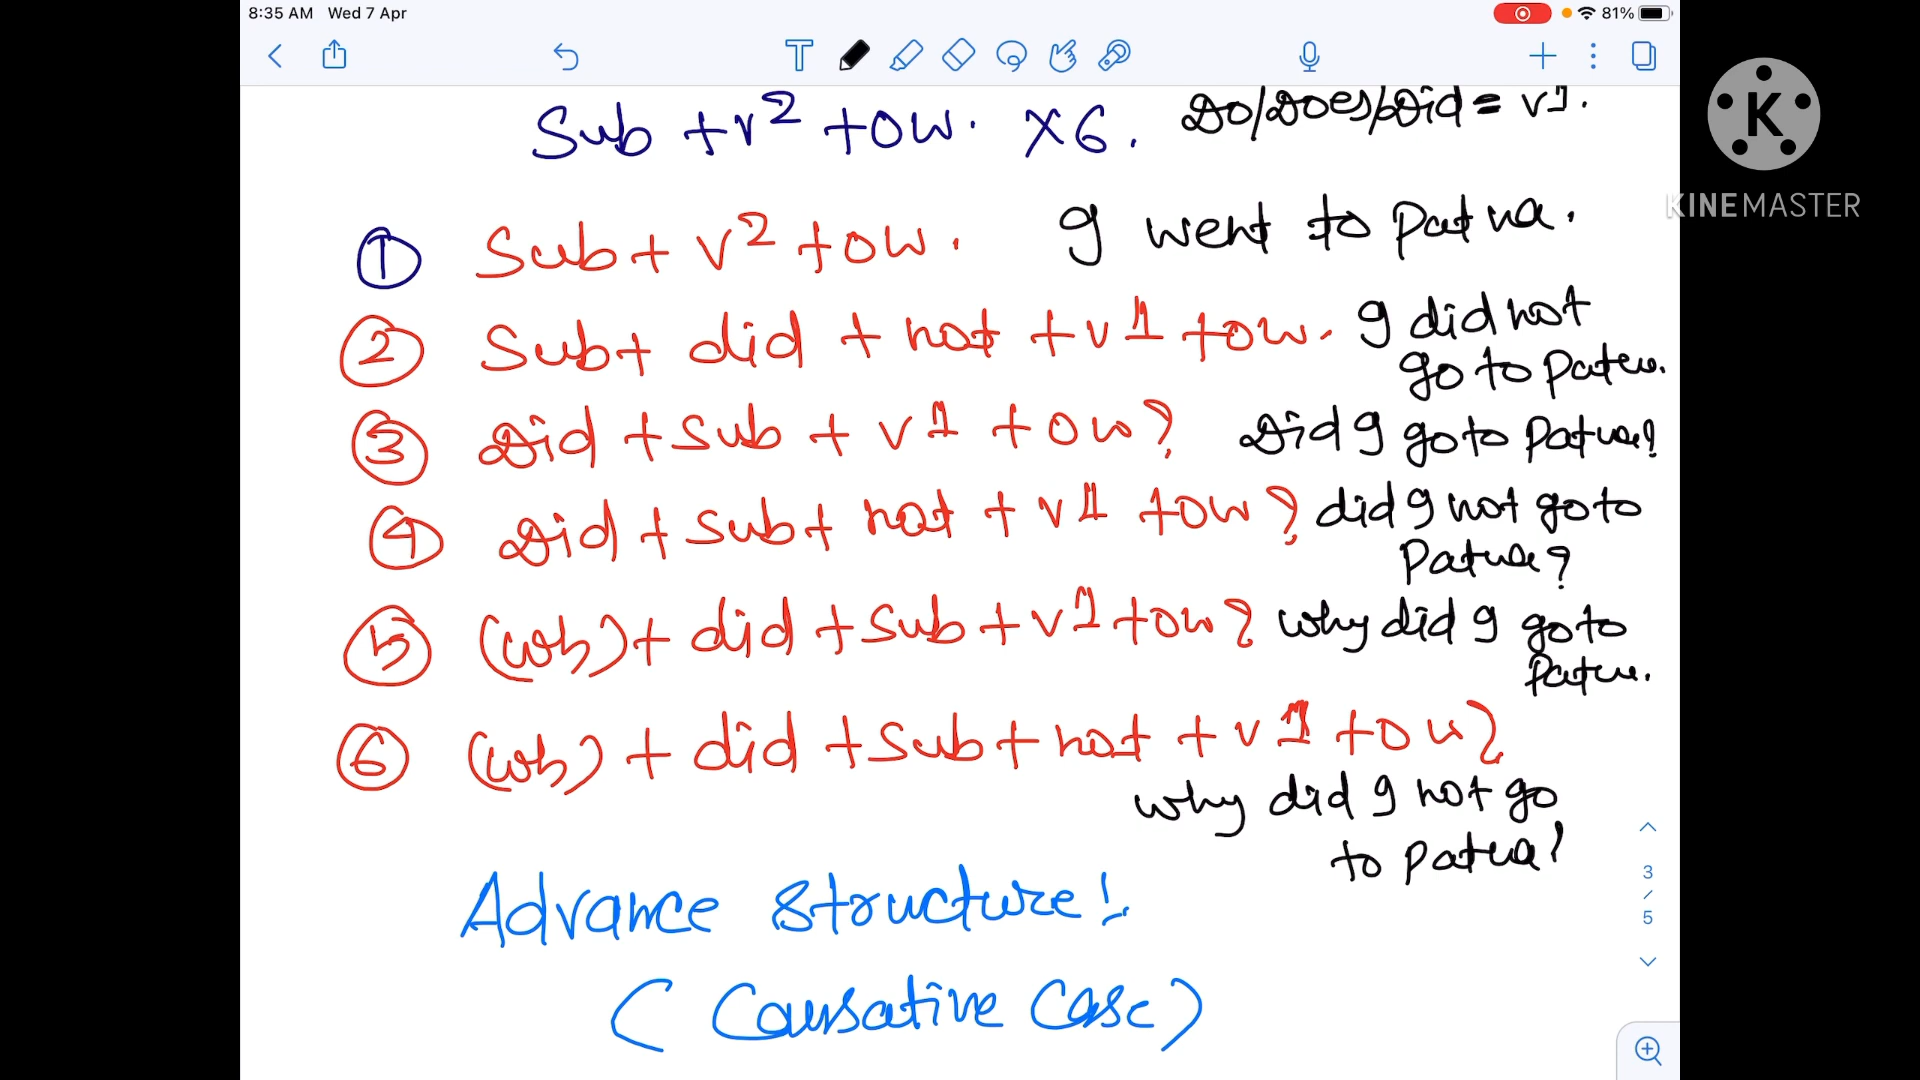 8:35 AM Wed 7 Apr
81%
T
K
KINEMASTER
Sub + v2 + ow. X6. Do/Does/Did = v1.
1 Sub + v2 + ow. I went to patna.
2 Sub + did + not + v1 + ow. I did not
go to Patna.
3 Did + sub + v1 + ow? Did I go to Patna?
4 Did + sub + not + v1 + ow? did I not go to
Patna?
5 (wh) + did + sub + v1 + ow? why did I go to
Patna.
6 (wh) + did + sub + not + v1 + ow?
why did I not go
to patna?
3
/
5
Advance structure:
(Causative Case)